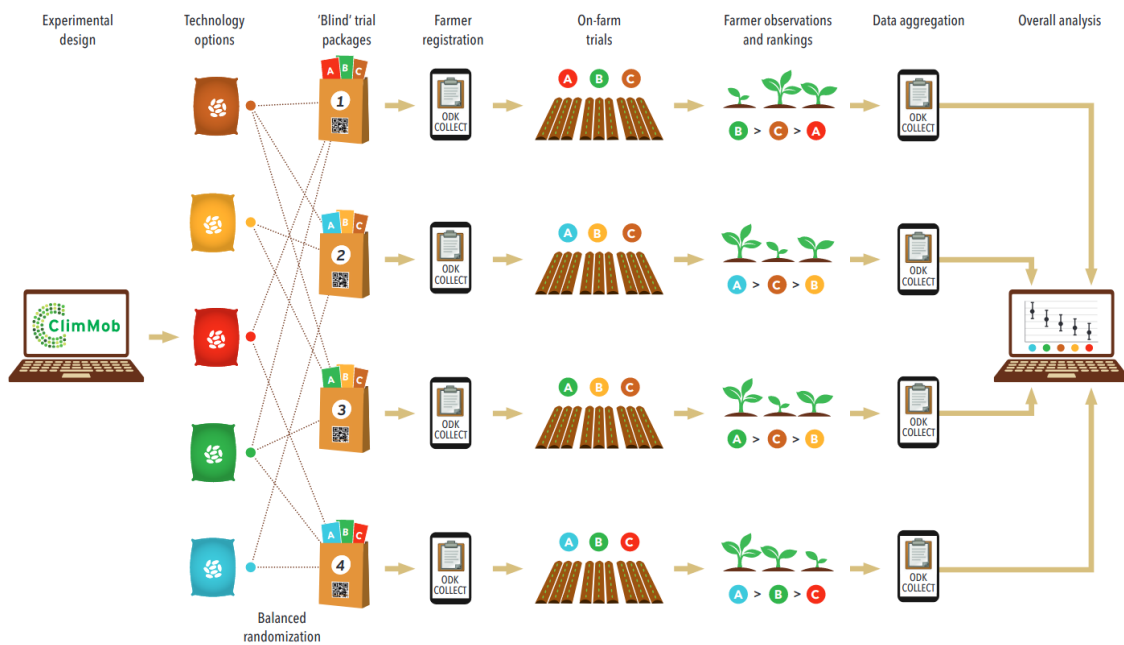 Experimental
design
Technology
options
'Blind' trial
packages
Farmer
registration
On-farm
trials
Farmer observations
and rankings
Data aggregation
Overall analysis
ClimMob
A B C
1
ODK
COLLECT
A B C
B > C > A
ODK
COLLECT
A B C
2
ODK
COLLECT
A B C
A > C > B
ODK
COLLECT
A B C
3
ODK
COLLECT
A B C
A > C > B
ODK
COLLECT
A B C
4
ODK
COLLECT
A B C
A > B > C
ODK
COLLECT
Balanced
randomization